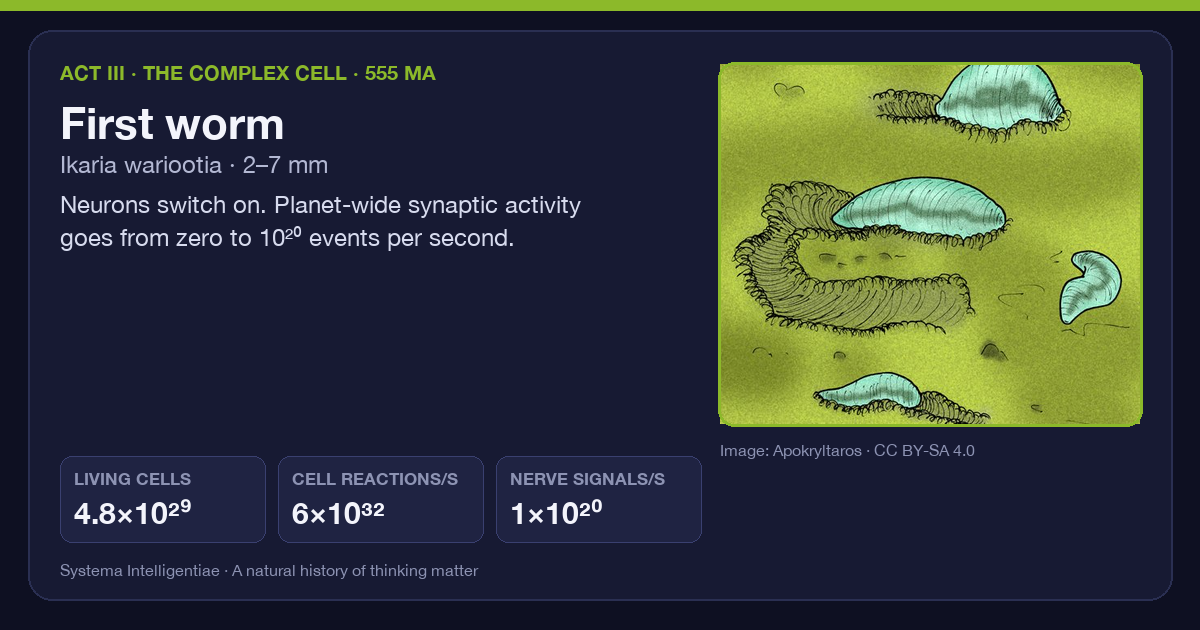 ACT III · THE COMPLEX CELL · 555 MA
First worm
Ikaria wariootia · 2–7 mm
Neurons switch on. Planet-wide synaptic activity
goes from zero to 10²⁰ events per second.
LIVING CELLS
4.8×10²⁹
CELL REACTIONS/S
6×10³²
NERVE SIGNALS/S
1×10²⁰
Image: Apokryltaros · CC BY-SA 4.0
Systema Intelligentiae · A natural history of thinking matter